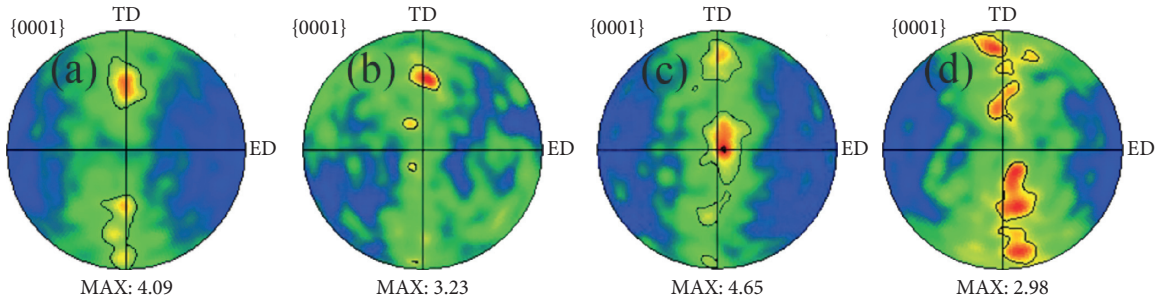 {0001} TD
(a)
ED
MAX: 4.09
{0001} TD
(b)
ED
MAX: 3.23
{0001} TD
(c)
ED
MAX: 4.65
{0001} TD
(d)
ED
MAX: 2.98